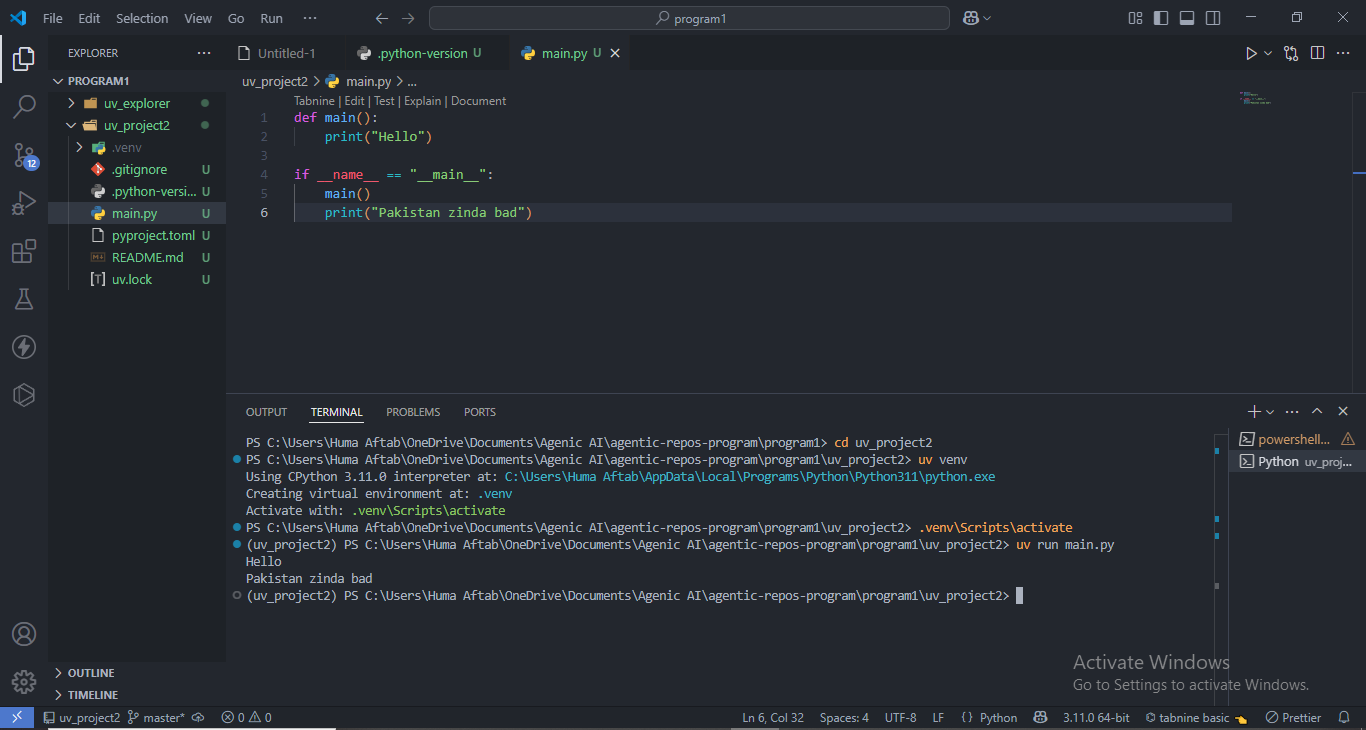 File Edit Selection View Go Run ··· program1
EXPLORER ···
Untitled-1 .python-version U main.py U
PROGRAM1
uv_explorer
uv_project2
.venv
.gitignore U
.python-versi... U
main.py U
pyproject.toml U
README.md U
uv.lock U
OUTLINE
TIMELINE
12
uv_project2 > main.py > ...
Tabnine | Edit | Test | Explain | Document
1 def main():
2 print("Hello")
3
4 if __name__ == "__main__":
5 main()
6 print("Pakistan zinda bad")
OUTPUT TERMINAL PROBLEMS PORTS
PS C:\Users\Huma Aftab\OneDrive\Documents\Agenic AI\agentic-repos-program\program1> cd uv_project2
PS C:\Users\Huma Aftab\OneDrive\Documents\Agenic AI\agentic-repos-program\program1\uv_project2> uv venv
Using CPython 3.11.0 interpreter at: C:\Users\Huma Aftab\AppData\Local\Programs\Python\Python311\python.exe
Creating virtual environment at: .venv
Activate with: .venv\Scripts\activate
PS C:\Users\Huma Aftab\OneDrive\Documents\Agenic AI\agentic-repos-program\program1\uv_project2> .venv\Scripts\activate
(uv_project2) PS C:\Users\Huma Aftab\OneDrive\Documents\Agenic AI\agentic-repos-program\program1\uv_project2> uv run main.py
Hello
Pakistan zinda bad
(uv_project2) PS C:\Users\Huma Aftab\OneDrive\Documents\Agenic AI\agentic-repos-program\program1\uv_project2>
powershell...
Python uv_proj...
Activate Windows
Go to Settings to activate Windows.
uv_project2 master* 0 0 Ln 6, Col 32 Spaces: 4 UTF-8 LF {} Python 3.11.0 64-bit tabnine basic Prettier